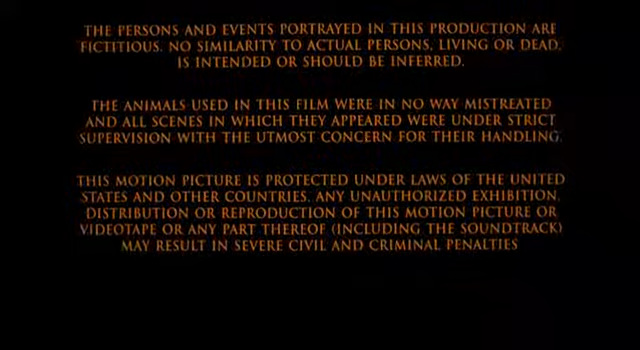 THE PERSONS AND EVENTS PORTRAYED IN THIS PRODUCTION ARE
FICTITIOUS. NO SIMILARITY TO ACTUAL PERSONS, LIVING OR DEAD,
IS INTENDED OR SHOULD BE INFERRED.
THE ANIMALS USED IN THIS FILM WERE IN NO WAY MISTREATED
AND ALL SCENES IN WHICH THEY APPEARED WERE UNDER STRICT
SUPERVISION WITH THE UTMOST CONCERN FOR THEIR HANDLING.
THIS MOTION PICTURE IS PROTECTED UNDER LAWS OF THE UNITED
STATES AND OTHER COUNTRIES. ANY UNAUTHORIZED EXHIBITION,
DISTRIBUTION OR REPRODUCTION OF THIS MOTION PICTURE OR
VIDEOTAPE OR ANY PART THEREOF (INCLUDING THE SOUNDTRACK)
MAY RESULT IN SEVERE CIVIL AND CRIMINAL PENALTIES